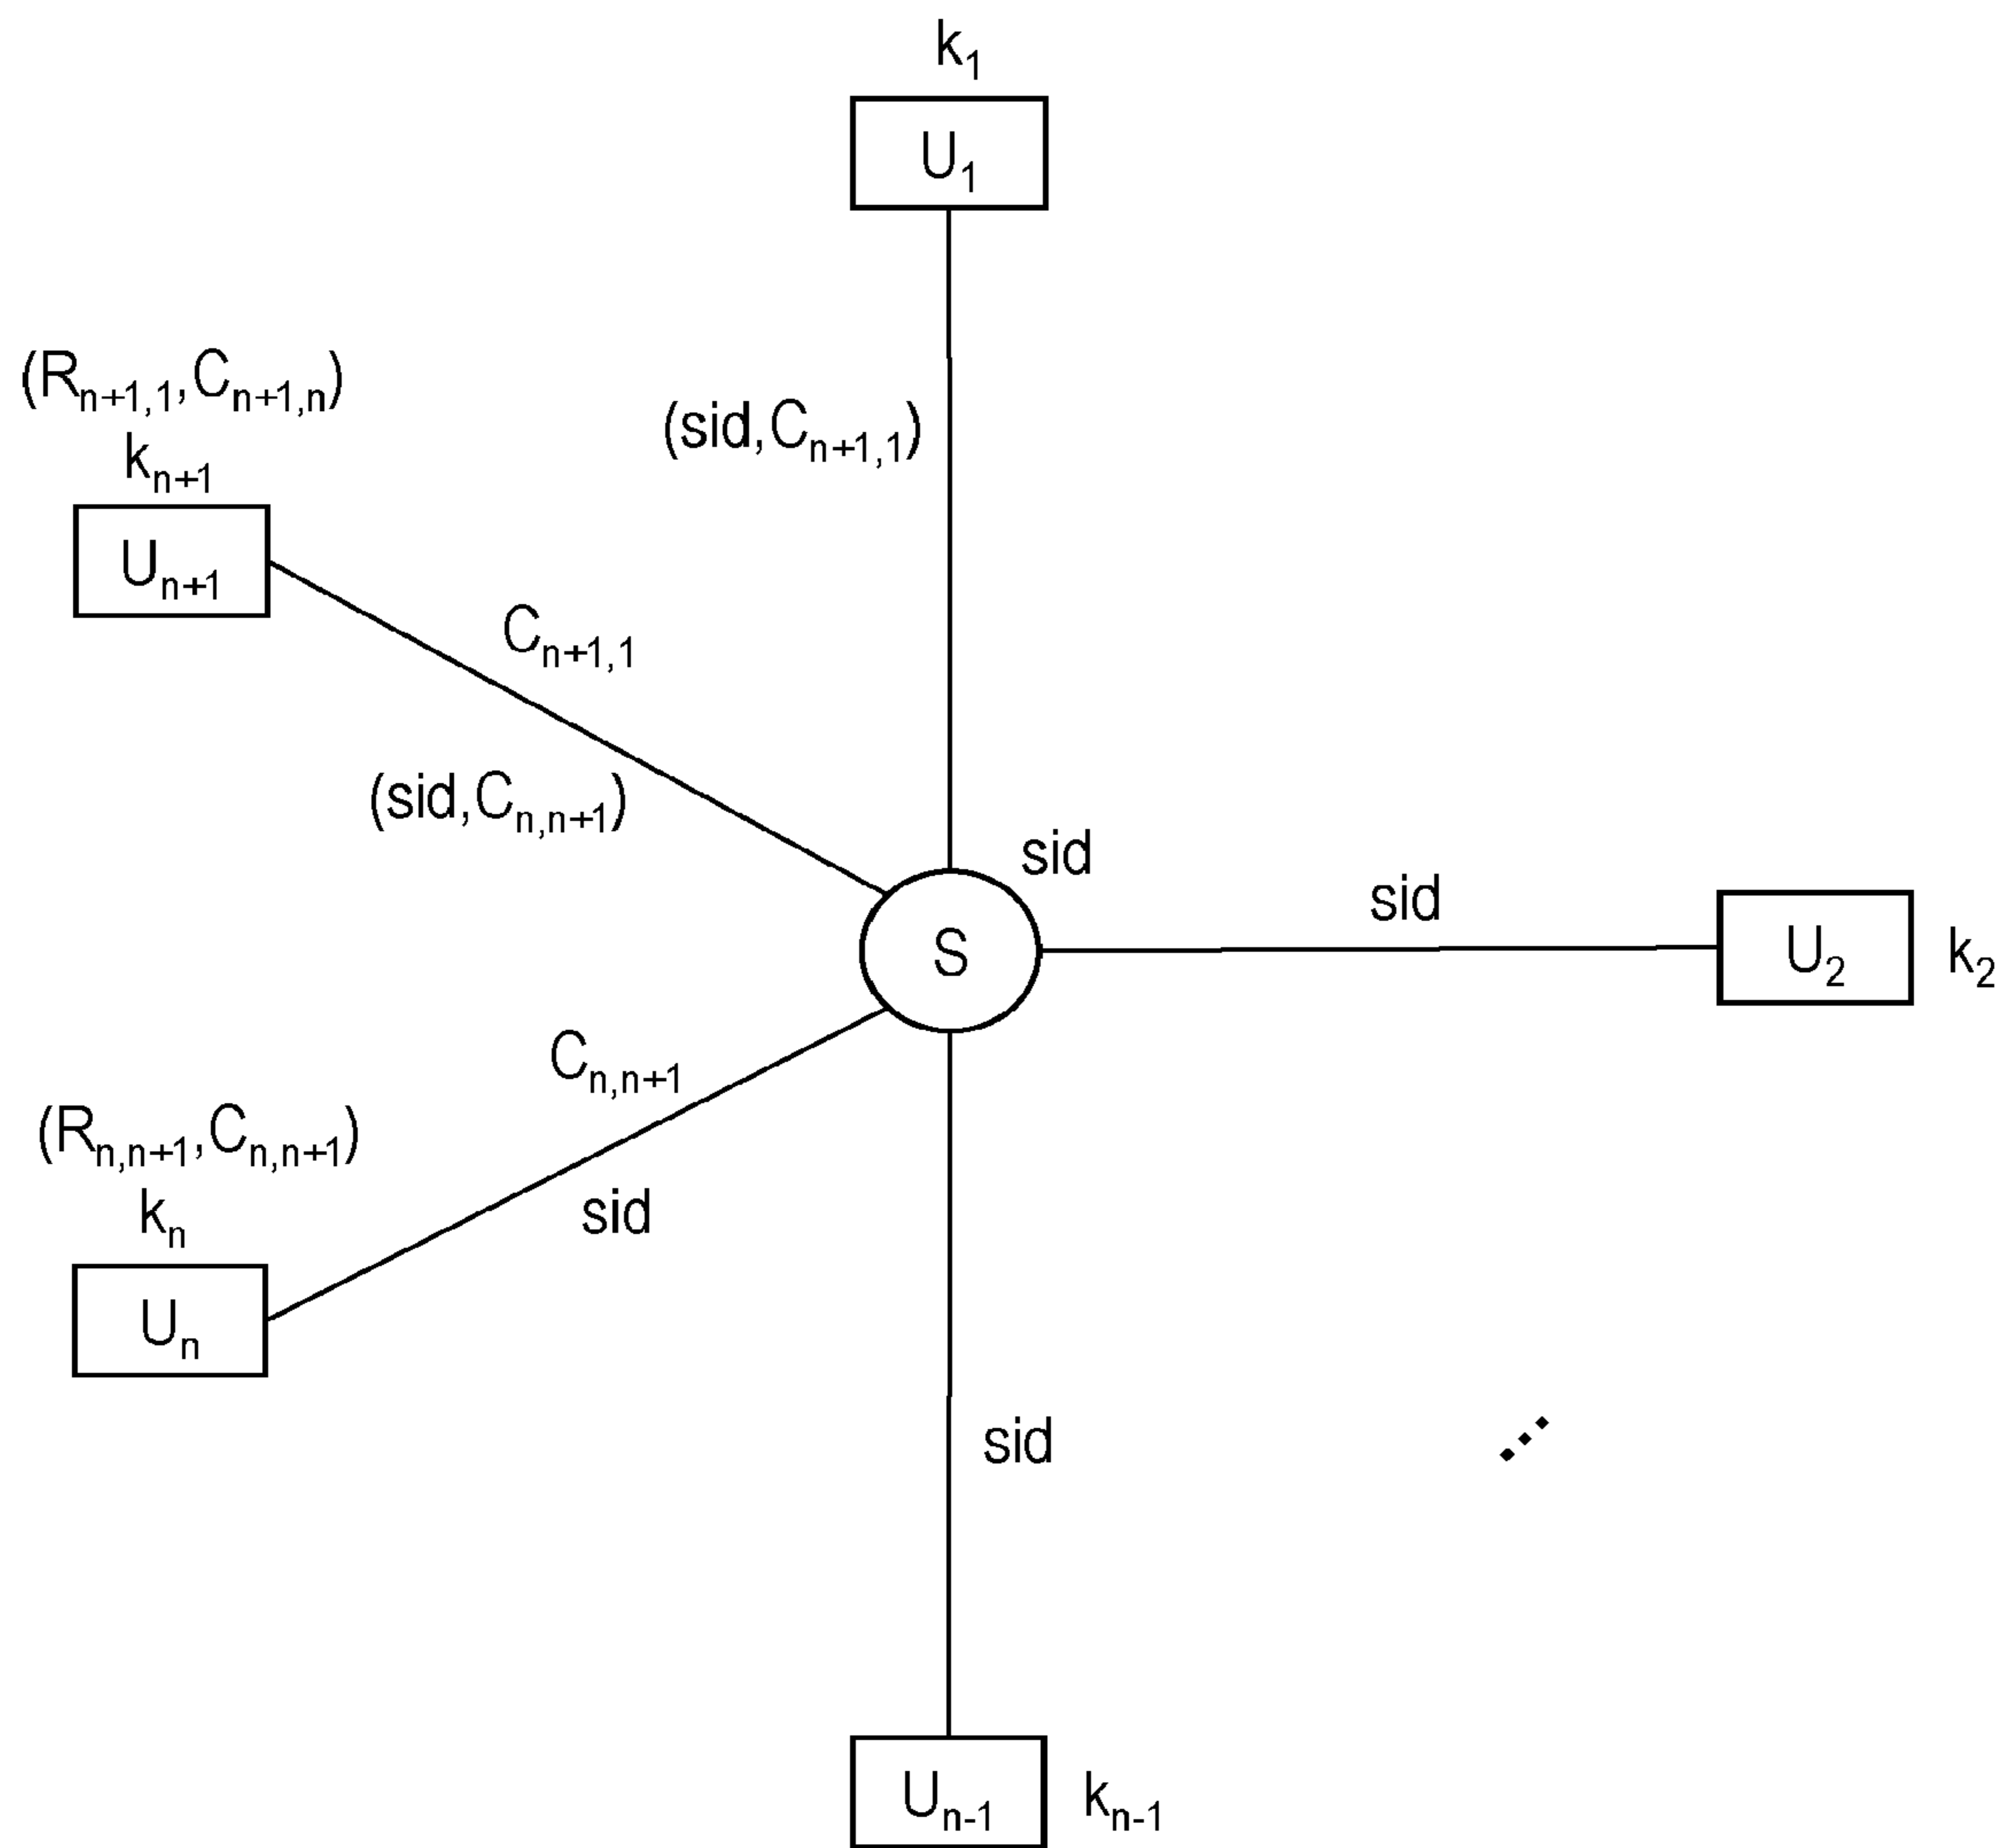 k₁
U₁
(Rₙ₊₁,₁,Cₙ₊₁,ₙ)
kₙ₊₁
(sid,Cₙ₊₁,₁)
Uₙ₊₁
Cₙ₊₁,₁
(sid,Cₙ,ₙ₊₁)
sid
sid
S
U₂
k₂
Cₙ,ₙ₊₁
(Rₙ,ₙ₊₁,Cₙ,ₙ₊₁)
kₙ
sid
Uₙ
sid
⋰
Uₙ₋₁
kₙ₋₁